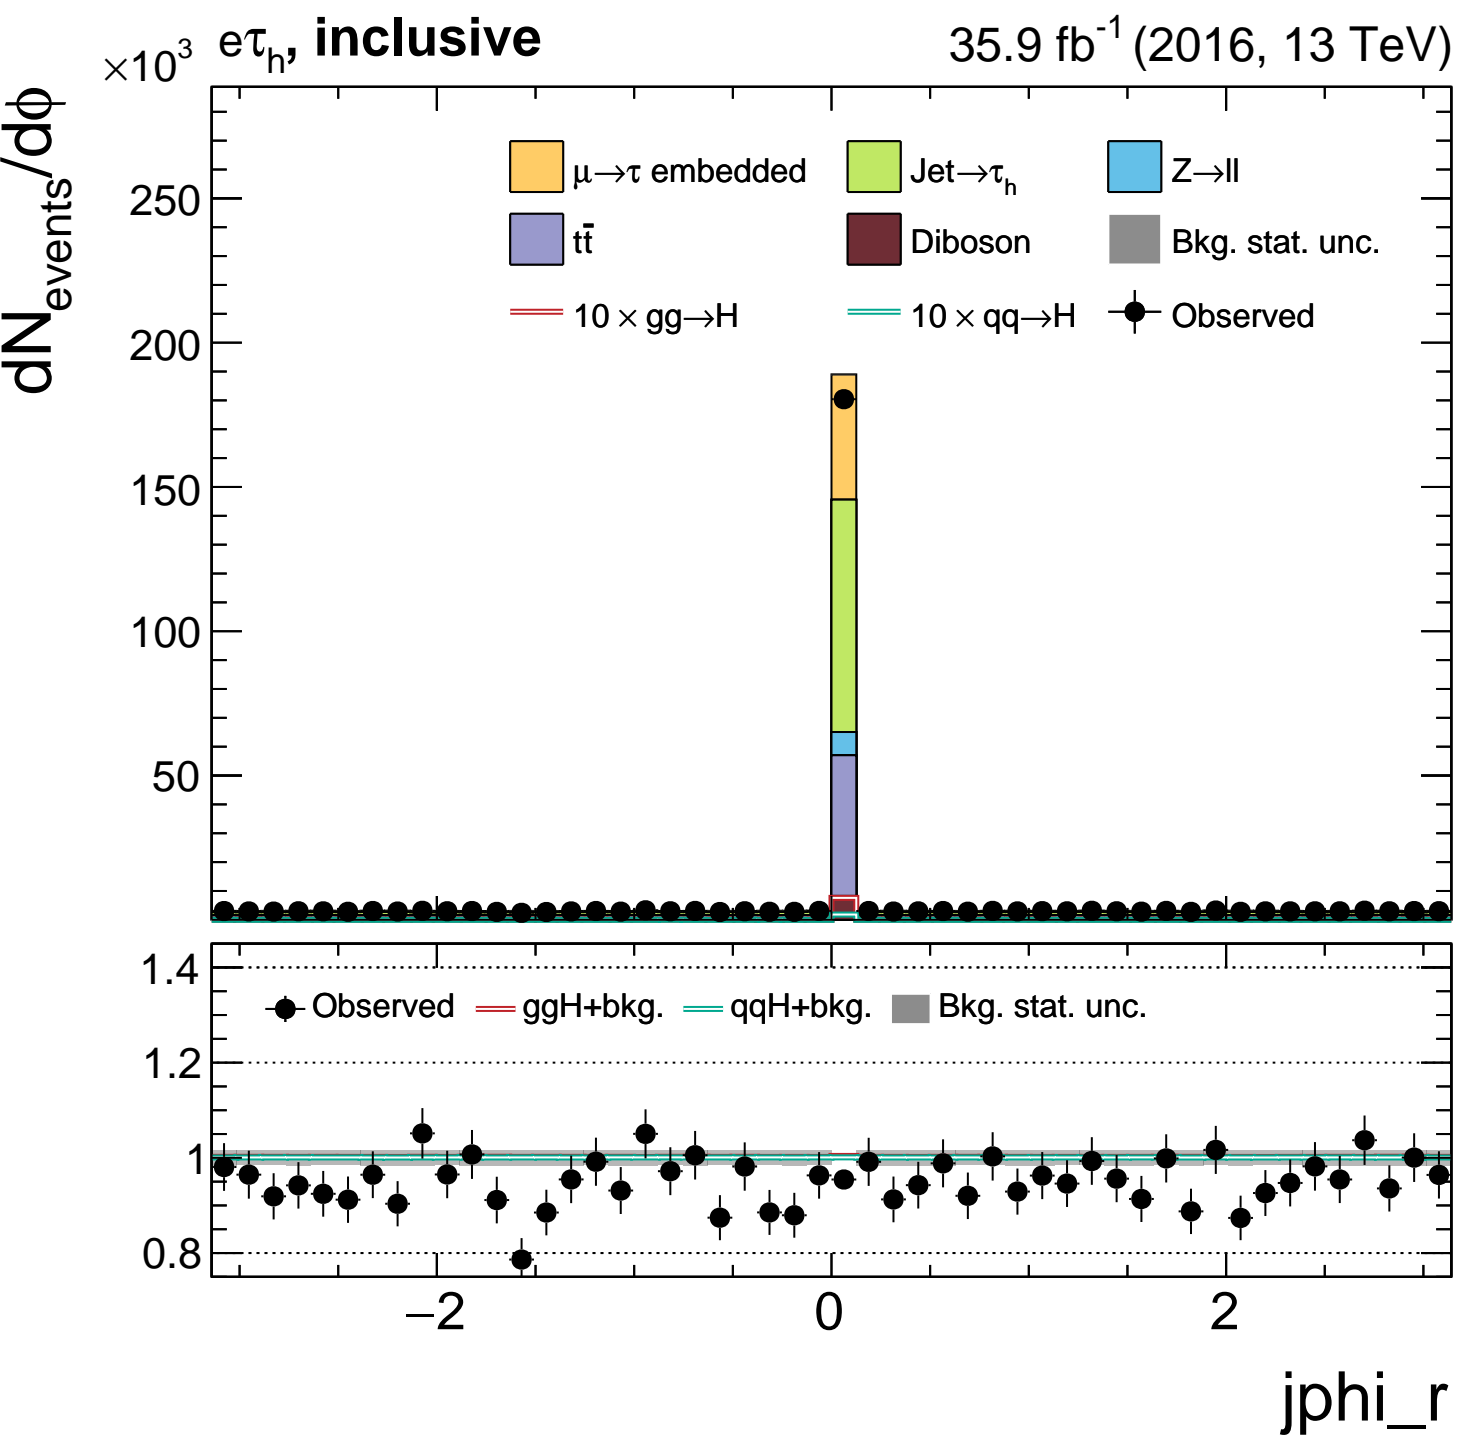 ×10³ eτₕ, inclusive 35.9 fb⁻¹ (2016, 13 TeV)
dN_events/dϕ
μ→τ embedded Jet→τₕ Z→ll
tt̄ Diboson Bkg. stat. unc.
10 × gg→H 10 × qq→H Observed
250
200
150
100
50
1.4
Observed ggH+bkg. qqH+bkg. Bkg. stat. unc.
1.2
1
0.8
−2 0 2
jphi_r